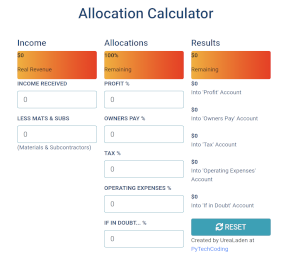 Allocation Calculator
Income
$0
Real Revenue
INCOME RECEIVED
0
LESS MATS & SUBS
0
(Materials & Subcontractors)
Allocations
100%
Remaining
PROFIT %
0
OWNERS PAY %
0
TAX %
0
OPERATING EXPENSES %
0
IF IN DOUBT... %
0
Results
$0
Remaining
$0
Into 'Profit' Account
$0
Into 'Owners Pay' Account
$0
Into 'Tax' Account
$0
Into 'Operating Expenses'
Account
$0
Into 'If in Doubt' Account
RESET
Created by UrealLaden at
PyTechCoding